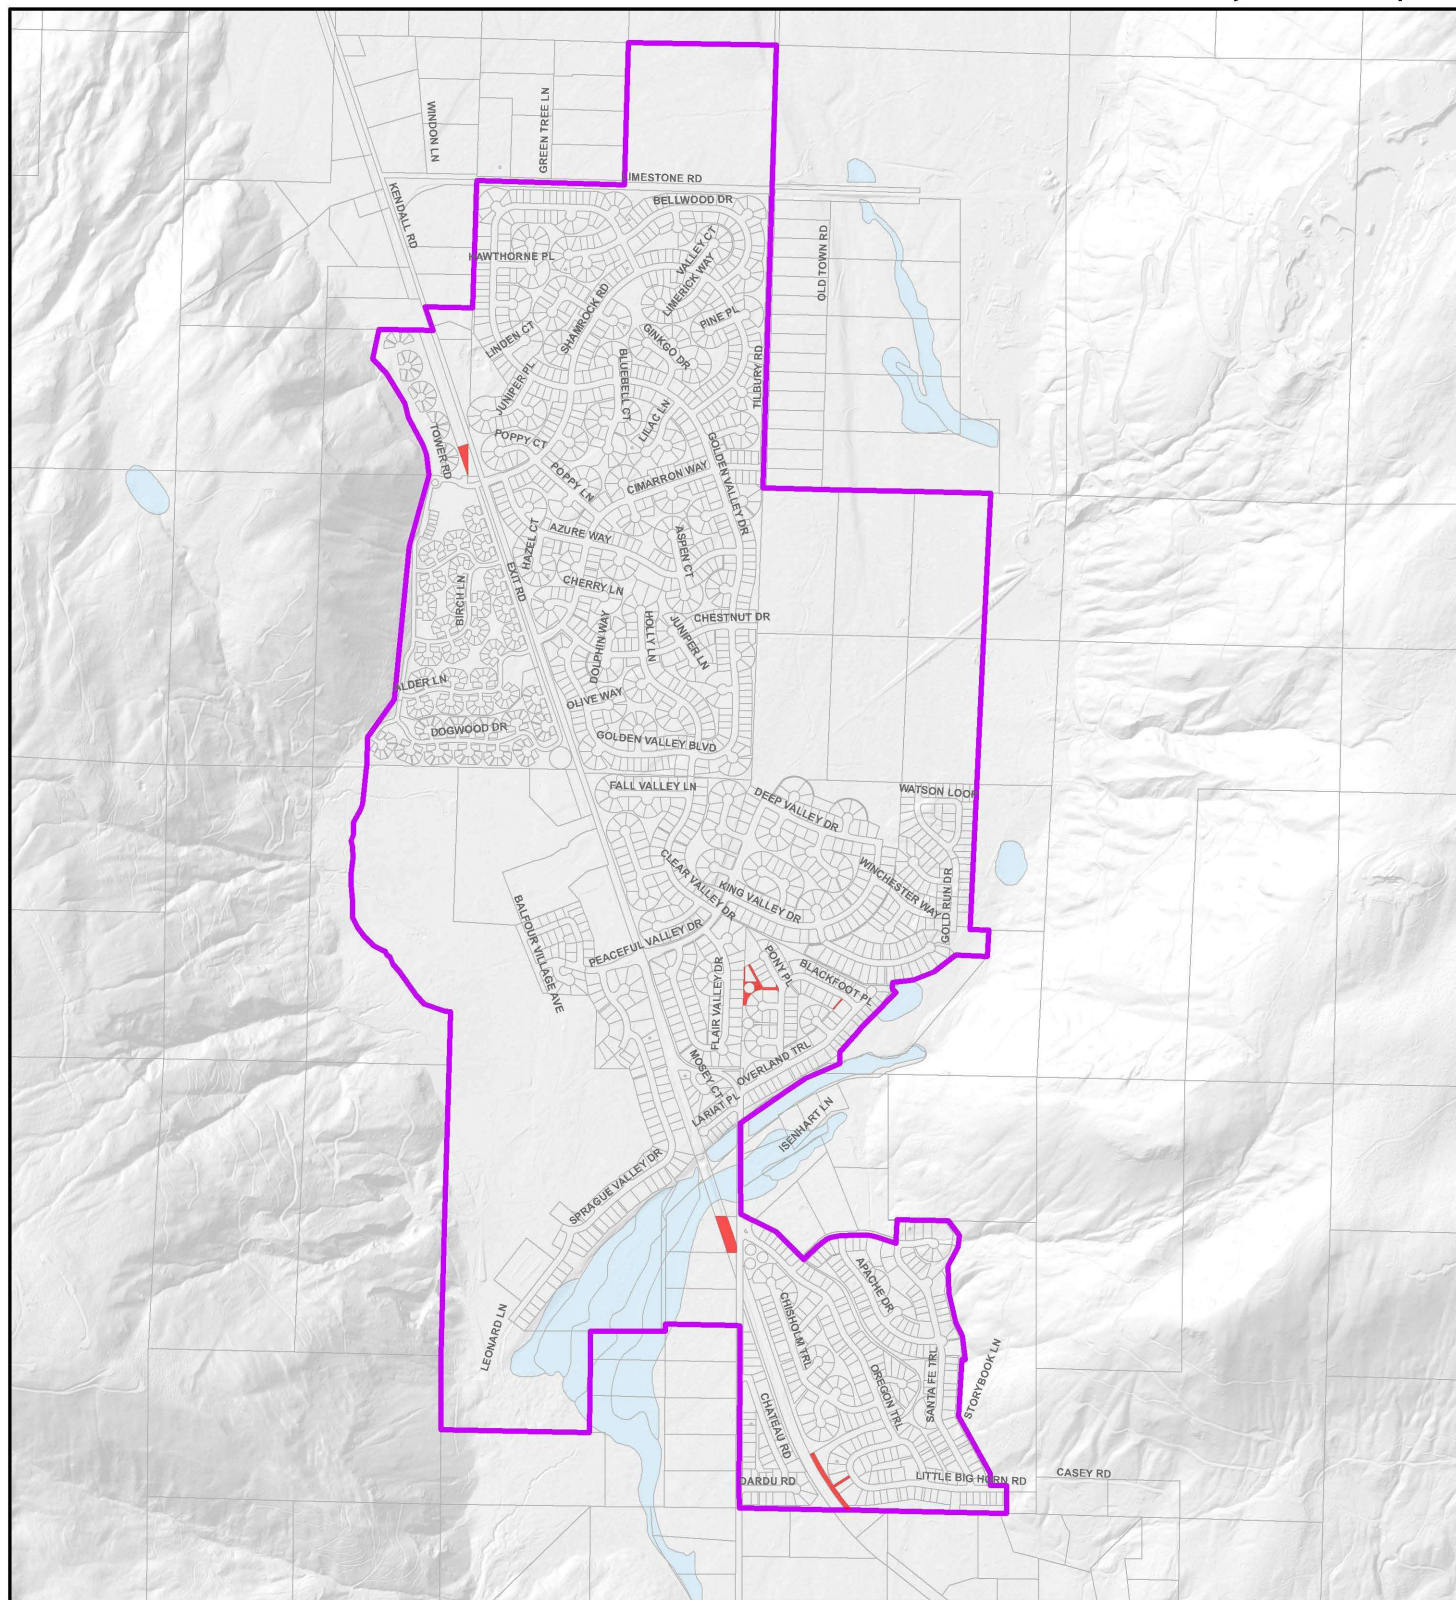 WINDON LN
GREEN TREE LN
KENDALL RD
IMESTONE RD
BELLWOOD DR
HAWTHORNE PL
VALLEY CT
LIMERICK WAY
OLD TOWN RD
SHAMROCK RD
LINDEN CT
PINE PL
GINKGO DR
JUNIPER PL
BLUEBELL CT
TILBURY RD
LILAC LN
TOWER RD
POPPY CT
POPPY LN
CIMARRON WAY
GOLDEN VALLEY DR
HAZEL CT
AZURE WAY
ASPEN CT
EXIT RD
BIRCH LN
CHERRY LN
DOLPHIN WAY
HOLLY LN
JUNIPER LN
CHESTNUT DR
ALDER LN
OLIVE WAY
DOGWOOD DR
GOLDEN VALLEY BLVD
FALL VALLEY LN
DEEP VALLEY DR
WATSON LOOP
CLEAR VALLEY DR
KING VALLEY DR
WINCHESTER WAY
GOLD RUN DR
BALFOUR VILLAGE AVE
PEACEFUL VALLEY DR
FLAIR VALLEY DR
PONY PL
BLACKFOOT PL
MOSEY CT
OVERLAND TRL
LARIAT PL
ISENHART LN
SPRAGUE VALLEY DR
LEONARD LN
APACHE DR
CHISHOLM TRL
OREGON TRL
SANTA FE TRL
STORYBOOK LN
CHATEAU RD
DARDU RD
LITTLE BIG HORN RD
CASEY RD